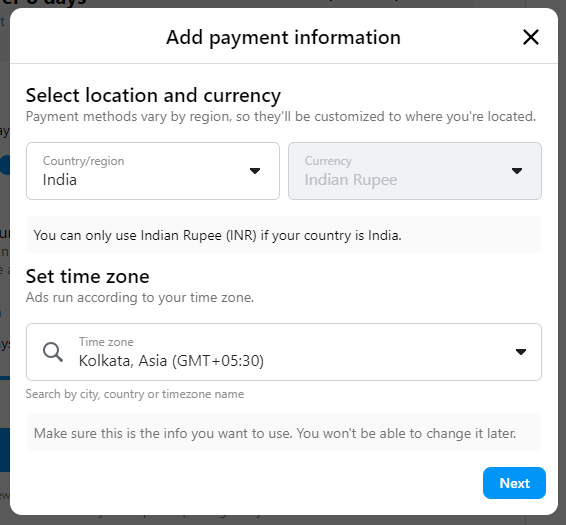 Add payment information
Select location and currency
Payment methods vary by region, so they'll be customized to where you're located.
Country/region
India
Currency
Indian Rupee
You can only use Indian Rupee (INR) if your country is India.
Set time zone
Ads run according to your time zone.
Time zone
Kolkata, Asia (GMT+05:30)
Search by city, country or timezone name
Make sure this is the info you want to use. You won't be able to change it later.
Next